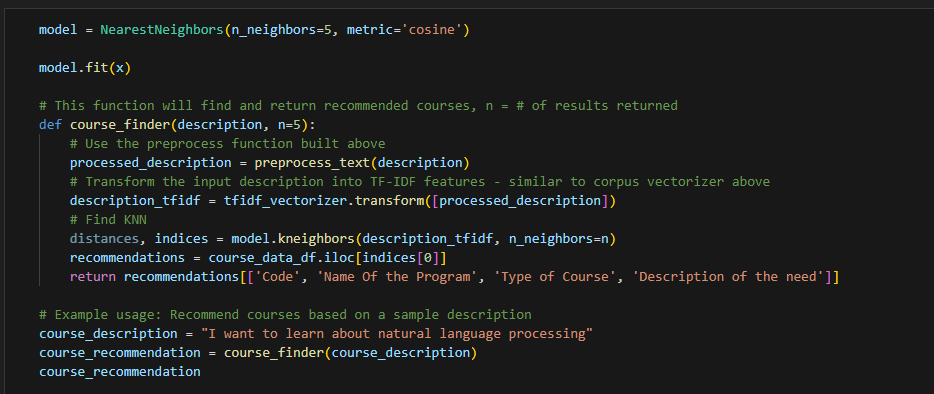 model = NearestNeighbors(n_neighbors=5, metric='cosine')
model.fit(x)
# This function will find and return recommended courses, n = # of results returned
def course_finder(description, n=5):
# Use the preprocess function built above
processed_description = preprocess_text(description)
# Transform the input description into TF-IDF features - similar to corpus vectorizer above
description_tfidf = tfidf_vectorizer.transform([processed_description])
# Find KNN
distances, indices = model.kneighbors(description_tfidf, n_neighbors=n)
recommendations = course_data_df.iloc[indices[0]]
return recommendations[['Code', 'Name Of the Program', 'Type of Course', 'Description of the need']]
# Example usage: Recommend courses based on a sample description
course_description = "I want to learn about natural language processing"
course_recommendation = course_finder(course_description)
course_recommendation